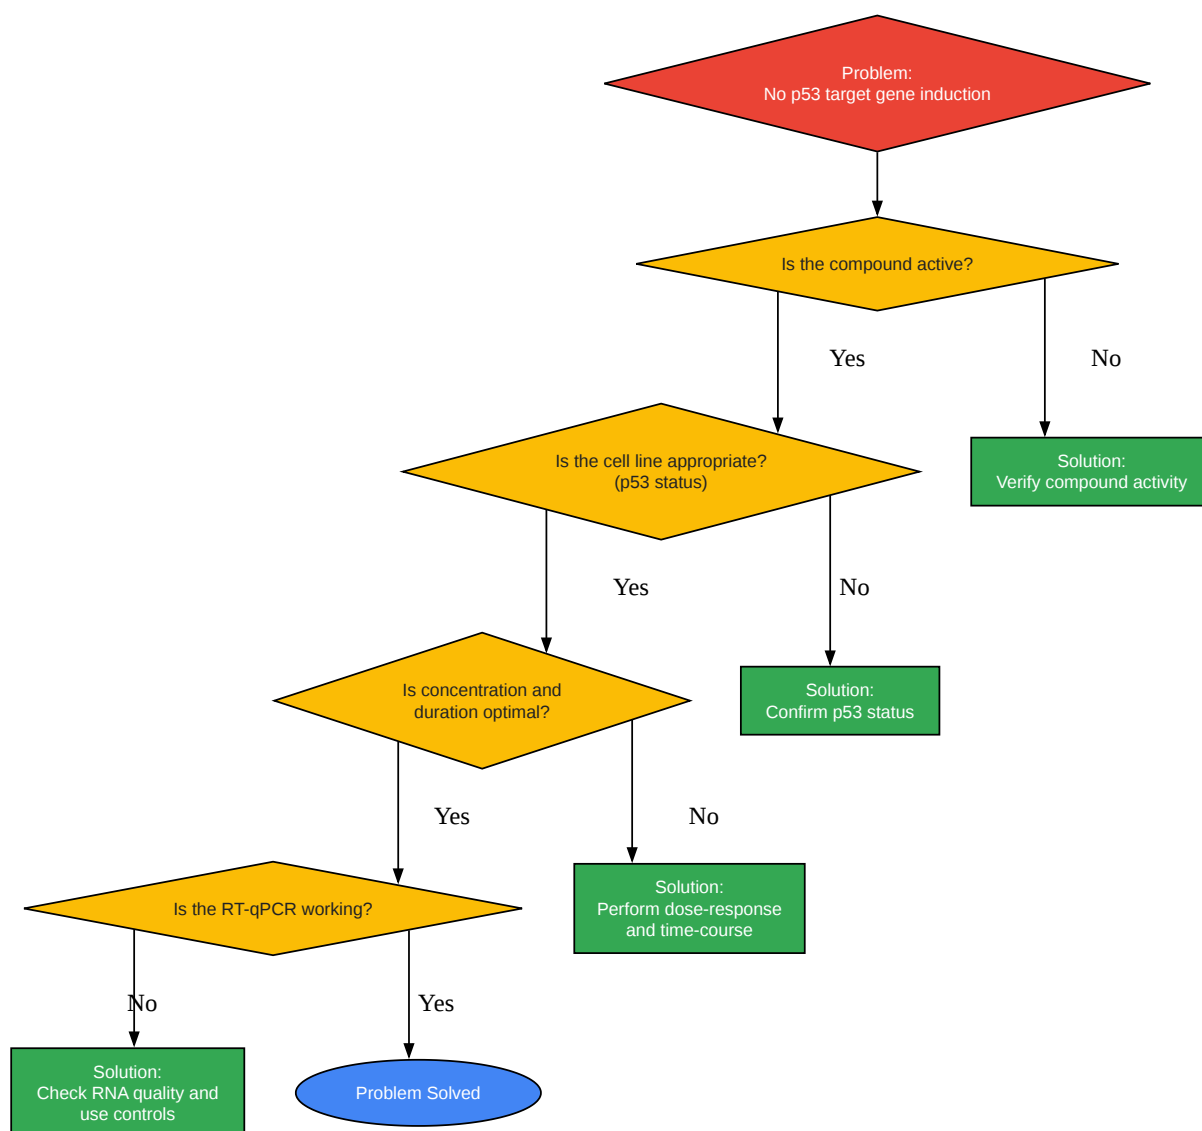 Problem:
No p53 target gene induction
Is the compound active?
Yes
No
Is the cell line appropriate?
(p53 status)
Solution:
Verify compound activity
Yes
No
Is concentration and
duration optimal?
Solution:
Confirm p53 status
Yes
No
Is the RT-qPCR working?
Solution:
Perform dose-response
and time-course
No
Yes
Solution:
Check RNA quality and
use controls
Problem Solved